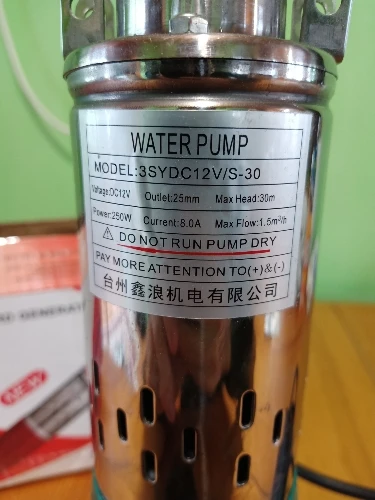 WATER PUMP
MODEL:3SYDC12V/S-30
Voltage:DC12V Outlet:25mm Max Head:30m
Power:250W Current:8.0A Max Flow:1.5m³/h
⚠ DO NOT RUN PUMP DRY
PAY MORE ATTENTION TO(+)&(-)
台州鑫浪机电有限公司
NEW